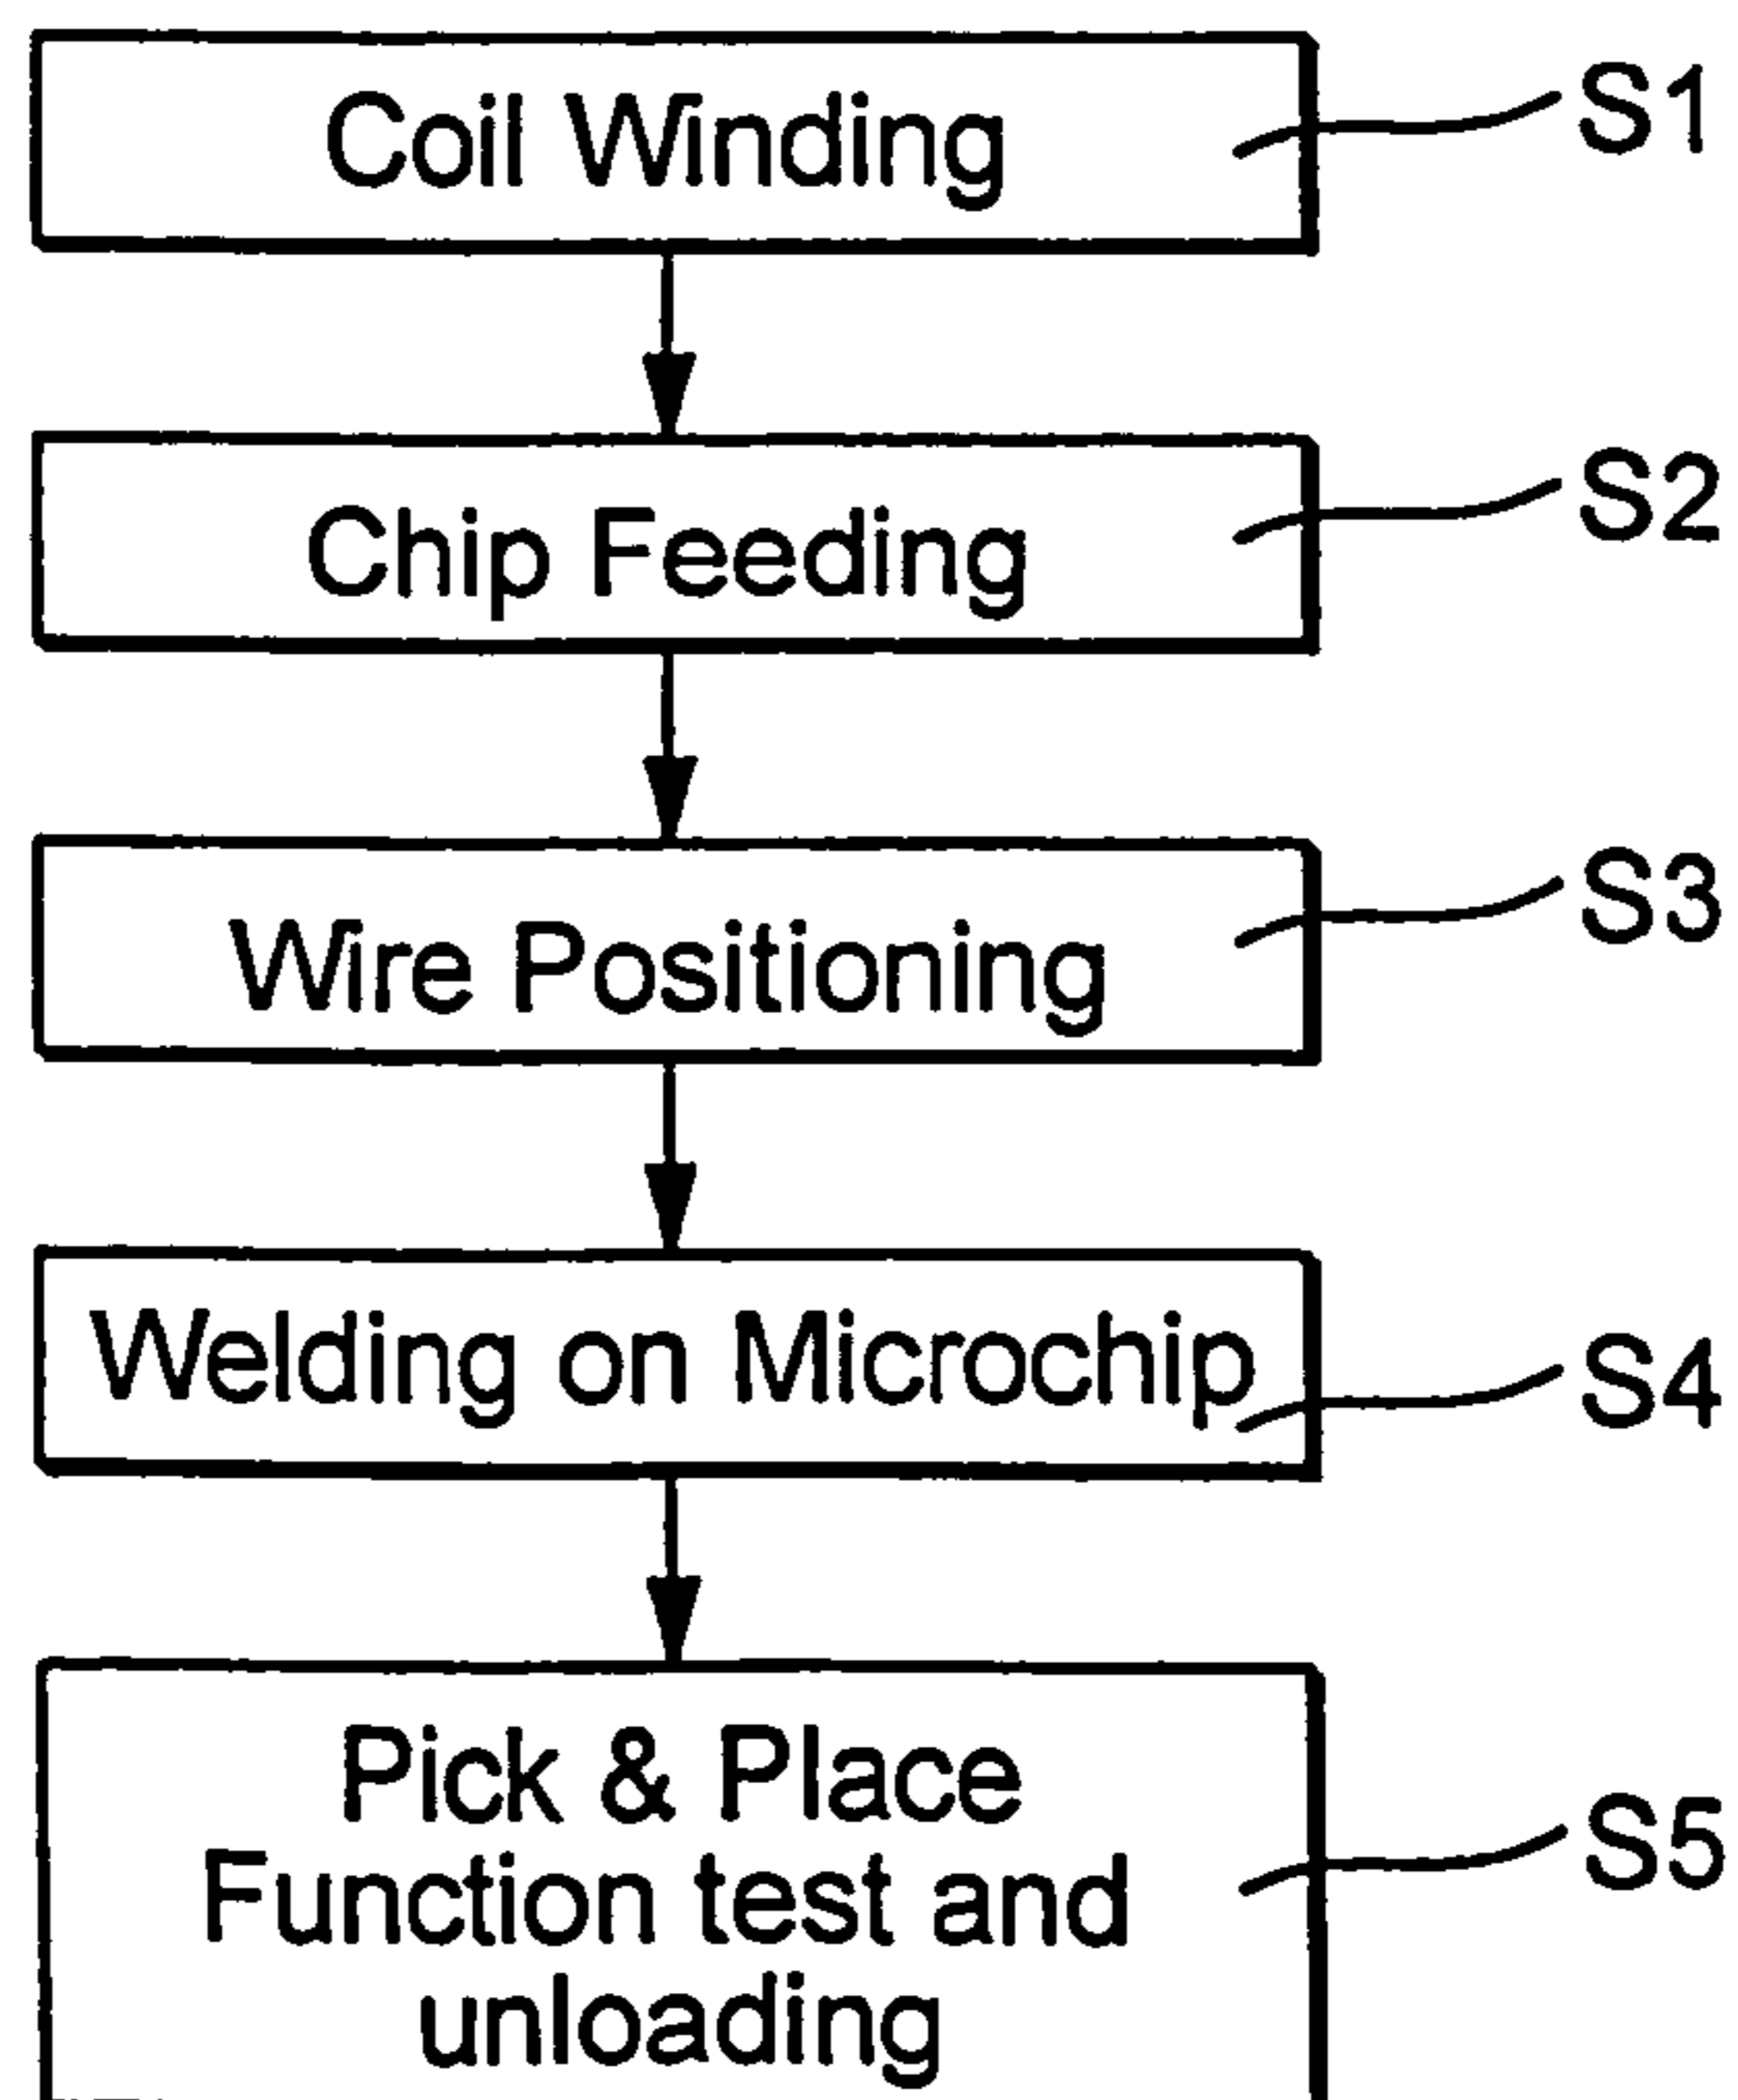 Coil Winding
S1
Chip Feeding
S2
Wire Positioning
S3
Welding on Microchip
S4
Pick & Place
Function test and
unloading
S5